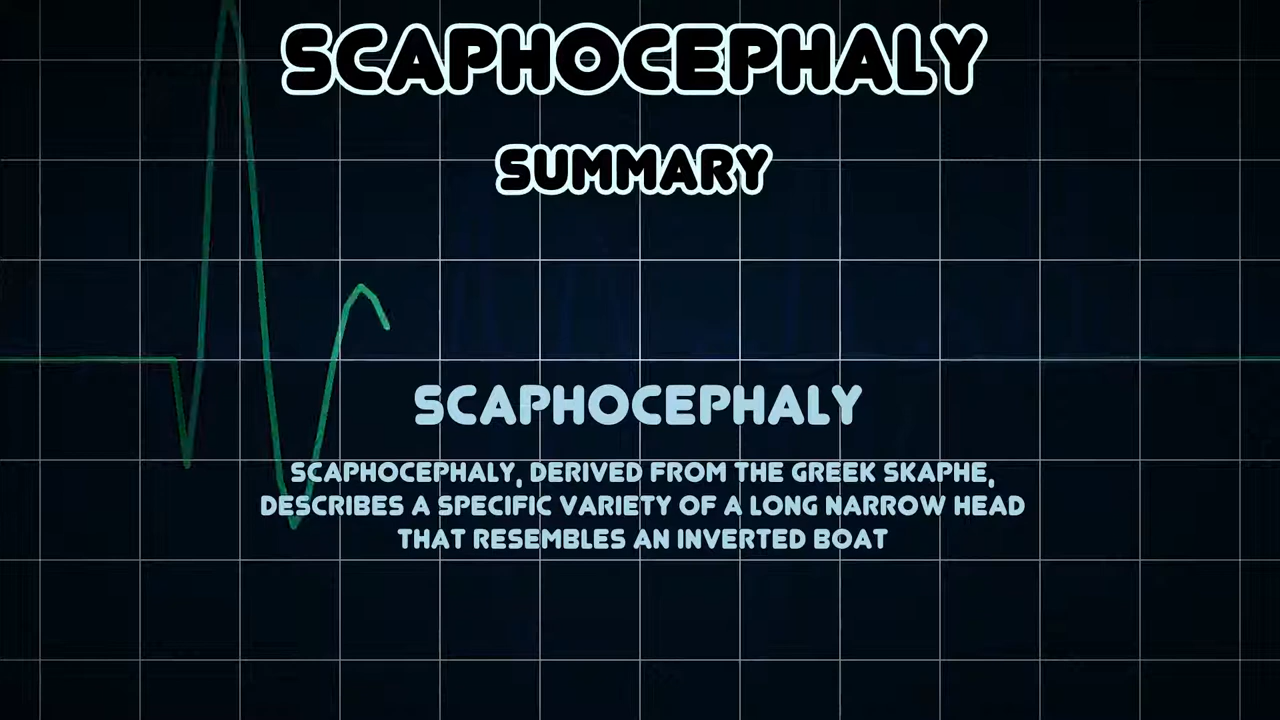 SCAPHOCEPHALY
SUMMARY
SCAPHOCEPHALY
SCAPHOCEPHALY, DERIVED FROM THE GREEK SKAPHE,
DESCRIBES A SPECIFIC VARIETY OF A LONG NARROW HEAD
THAT RESEMBLES AN INVERTED BOAT